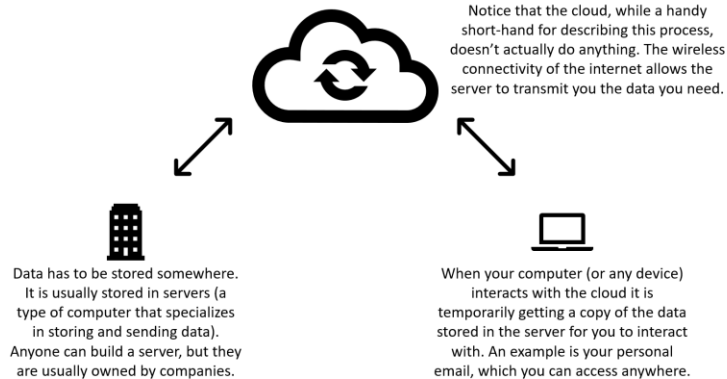 Notice that the cloud, while a handy
short-hand for describing this process,
doesn't actually do anything. The wireless
connectivity of the internet allows the
server to transmit you the data you need.
Data has to be stored somewhere.
It is usually stored in servers (a
type of computer that specializes
in storing and sending data).
Anyone can build a server, but they
are usually owned by companies.
When your computer (or any device)
interacts with the cloud it is
temporarily getting a copy of the data
stored in the server for you to interact
with. An example is your personal
email, which you can access anywhere.